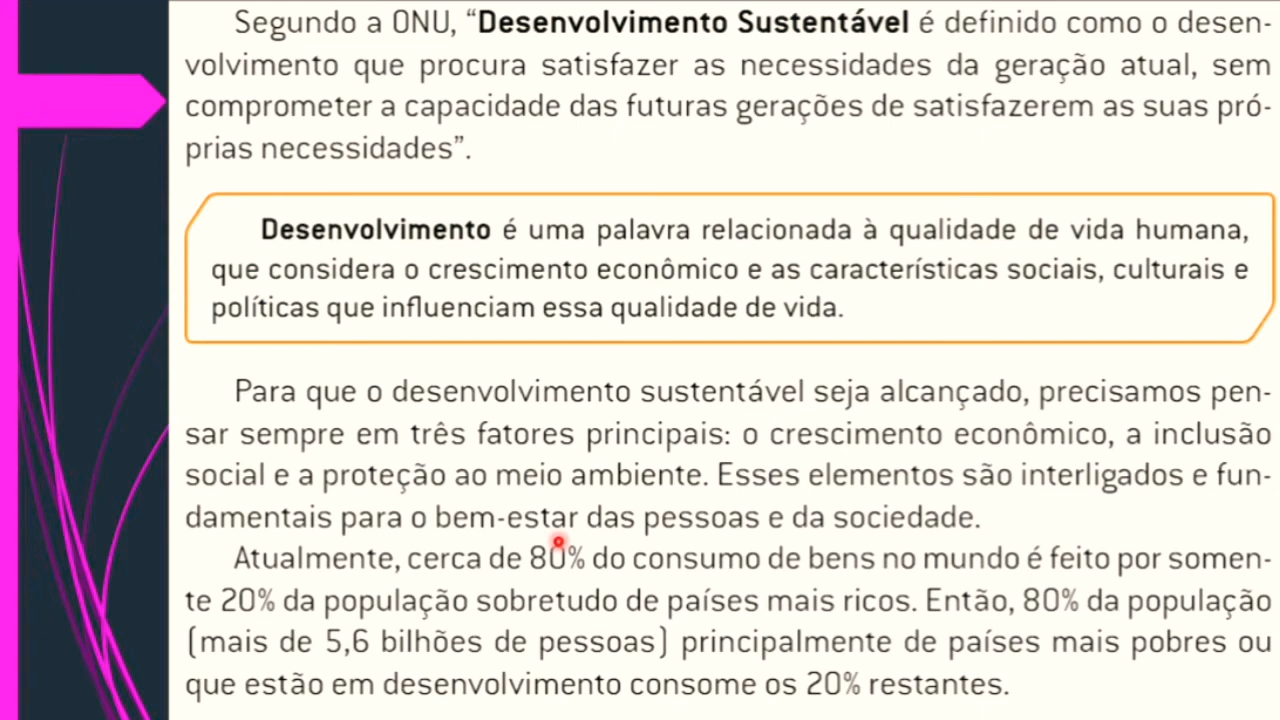 Segundo a ONU, “Desenvolvimento Sustentável é definido como o desen-
volvimento que procura satisfazer as necessidades da geração atual, sem
comprometer a capacidade das futuras gerações de satisfazerem as suas pró-
prias necessidades”.
Desenvolvimento é uma palavra relacionada à qualidade de vida humana,
que considera o crescimento econômico e as características sociais, culturais e
políticas que influenciam essa qualidade de vida.
Para que o desenvolvimento sustentável seja alcançado, precisamos pen-
sar sempre em três fatores principais: o crescimento econômico, a inclusão
social e a proteção ao meio ambiente. Esses elementos são interligados e fun-
damentais para o bem-estar das pessoas e da sociedade.
Atualmente, cerca de 80% do consumo de bens no mundo é feito por somen-
te 20% da população sobretudo de países mais ricos. Então, 80% da população
(mais de 5,6 bilhões de pessoas) principalmente de países mais pobres ou
que estão em desenvolvimento consome os 20% restantes.